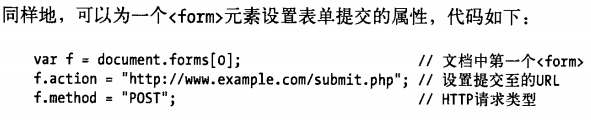 同样地，可以为一个<form>元素设置表单提交的属性，代码如下：
var f = document.forms[0]; // 文档中第一个<form>
f.action = "http://www.example.com/submit.php"; // 设置提交至的URL
f.method = "POST"; // HTTP请求类型